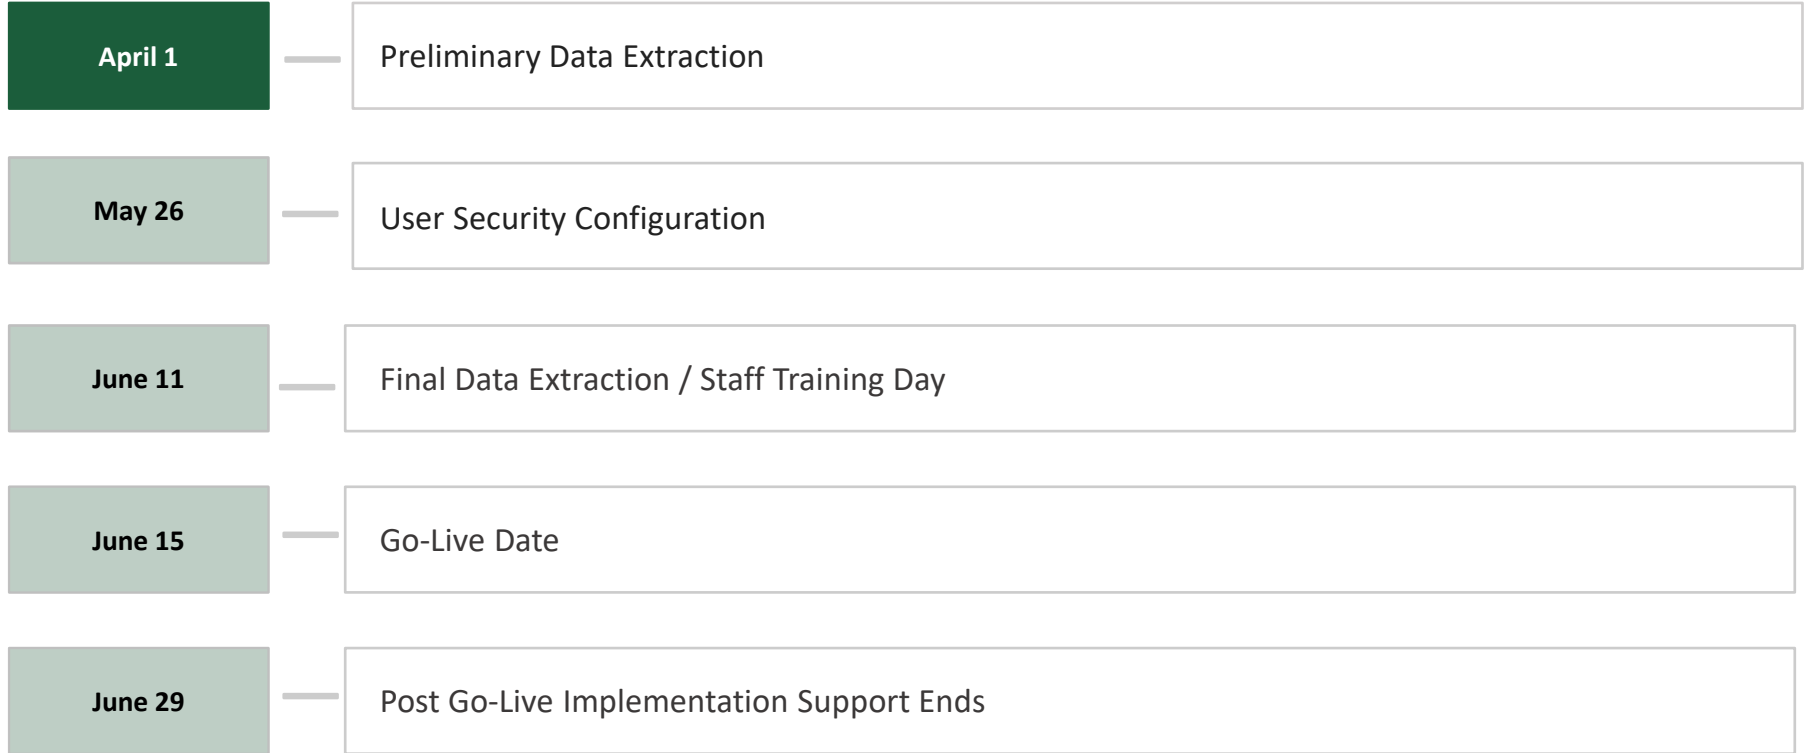 April 1
Preliminary Data Extraction
May 26
User Security Configuration
June 11
Final Data Extraction / Staff Training Day
June 15
Go-Live Date
June 29
Post Go-Live Implementation Support Ends